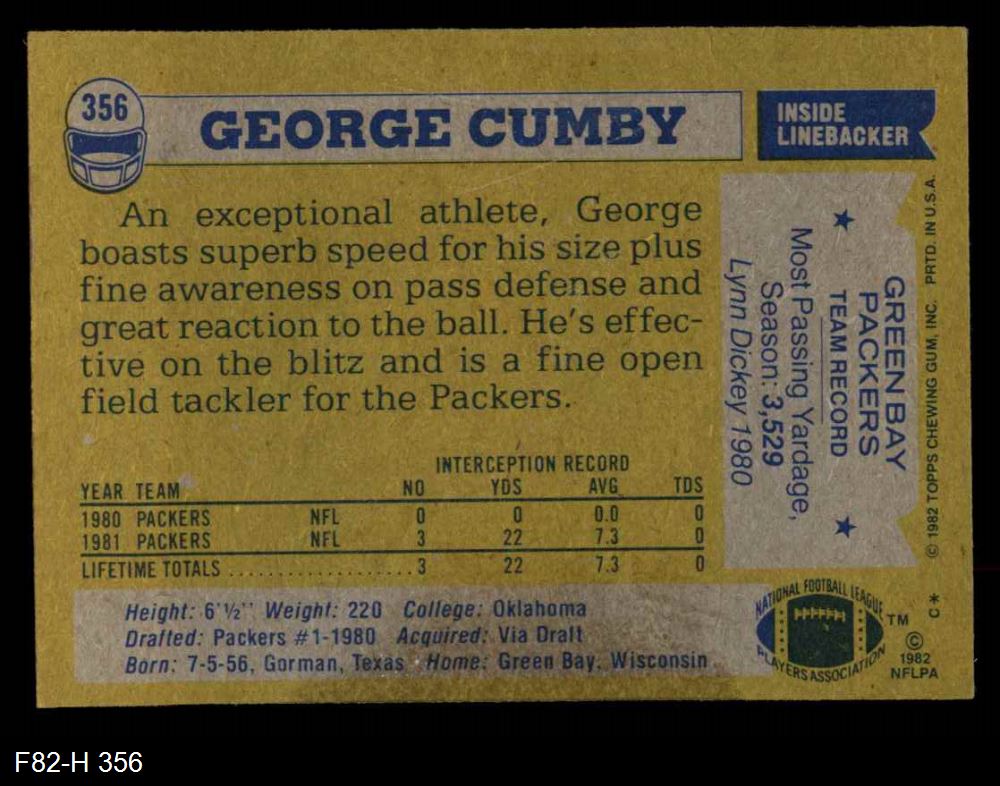 356
GEORGE CUMBY
INSIDE
LINEBACKER
An exceptional athlete, George
boasts superb speed for his size plus
fine awareness on pass defense and
great reaction to the ball. He's effec-
tive on the blitz and is a fine open
field tackler for the Packers.
INTERCEPTION RECORD
YEAR TEAM NO YDS AVG TDS
1980 PACKERS NFL 0 0 0.0 0
1981 PACKERS NFL 3 22 7.3 0
LIFETIME TOTALS ..................3 22 7.3 0
Height: 6'½" Weight: 220 College: Oklahoma
Drafted: Packers #1-1980 Acquired: Via Draft
Born: 7-5-56, Gorman, Texas Home: Green Bay, Wisconsin
GREEN BAY
PACKERS
TEAM RECORD
★ ★
Most Passing Yardage,
Season: 3,529
Lynn Dickey 1980
© 1982 TOPPS CHEWING GUM, INC. PRTD. IN U.S.A.
C*
NATIONAL FOOTBALL LEAGUE
PLAYERS ASSOCIATION
TM
©
1982
NFLPA
F82-H 356